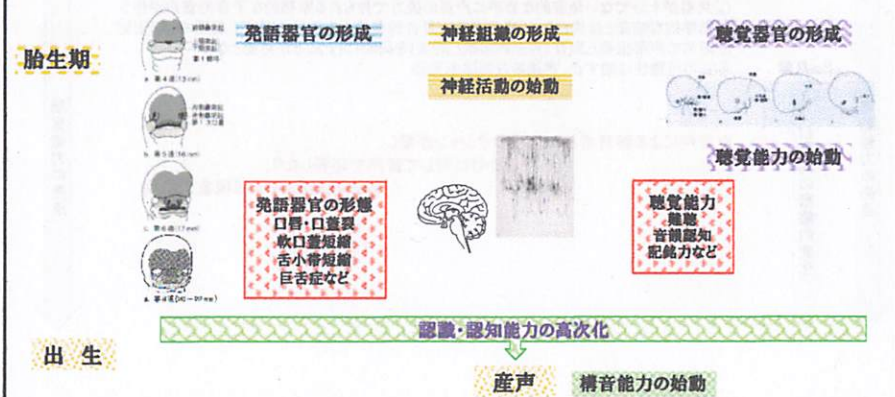 発語器官の形成
神経組織の形成
聴覚器官の形成
胎生期
神経活動の始動
聴覚能力の始動
発語器官の形態
口唇・口蓋裂
軟口蓋短縮
舌小帯短縮
巨舌症など
聴覚能力
難聴
音韻認知
記銘力など
認識・認知能力の高次化
出 生
産声
構音能力の始動